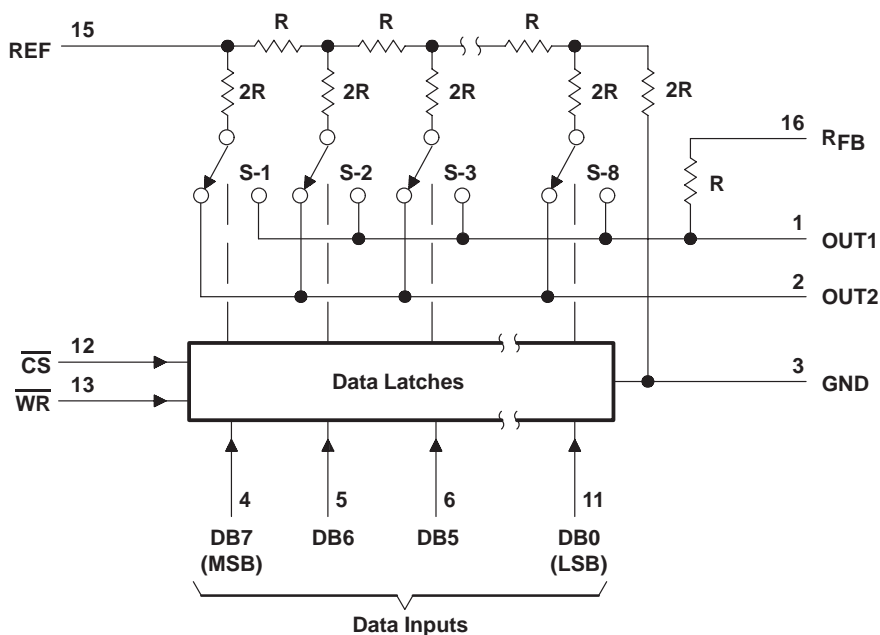 R
R
R
15
REF
2R
2R
2R
2R
2R
16
RFB
S-1
S-2
S-3
S-8
R
1
OUT1
2
OUT2
12
CS
3
Data Latches
GND
13
WR
4
5
6
11
DB7
DB6
DB5
DB0
(MSB)
(LSB)
Data Inputs